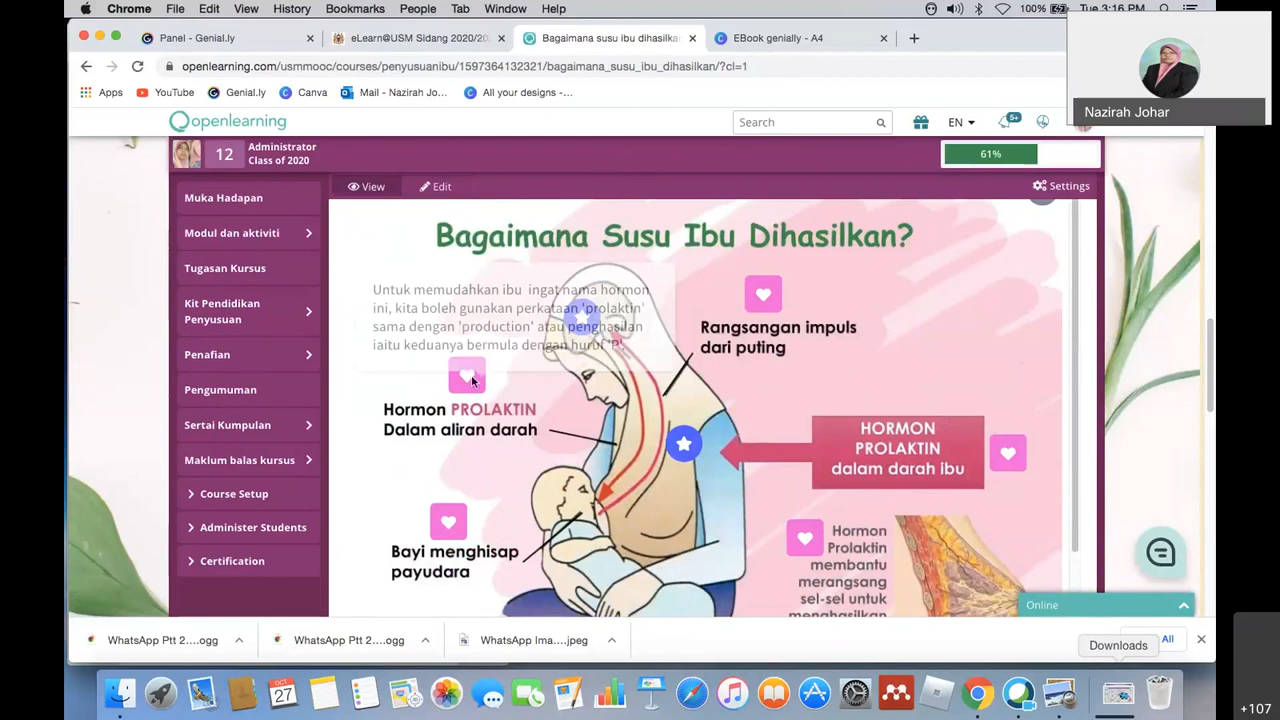 Chrome File Edit View History Bookmarks People Tab Window Help
100% Tue 3:16 PM
Panel - Genial.ly
eLearn@USM Sidang 2020/20
Bagaimana susu ibu dihasilka
EBook genially - A4
openlearning.com/usmmooc/courses/penyusuanibu/1597364132321/bagaimana_susu_ibu_dihasilkan/?cl=1
Apps YouTube Genial.ly Canva Mail - Nazirah Jo... All your designs -...
Nazirah Johar
openlearning
Search
EN
5+
12
Administrator
Class of 2020
61%
View Edit
Settings
Muka Hadapan
Modul dan aktiviti
Tugasan Kursus
Kit Pendidikan
Penyusuan
Penafian
Pengumuman
Sertai Kumpulan
Maklum balas kursus
Course Setup
Administer Students
Certification
Bagaimana Susu Ibu Dihasilkan?
Untuk memudahkan ibu ingat nama hormon
ini, kita boleh gunakan perkataan 'prolaktin'
sama dengan 'production' atau penghasilan
iaitu keduanya bermula dengan huruf 'P'.
Rangsangan impuls
dari puting
Hormon PROLAKTIN
Dalam aliran darah
HORMON
PROLAKTIN
dalam darah ibu
Bayi menghisap
payudara
Hormon
Prolaktin
membantu
merangsang
sel-sel untuk
menghasilkan
Online
WhatsApp Ptt 2....ogg
WhatsApp Ptt 2....ogg
WhatsApp Ima....jpeg
All
Downloads
OCT
27
+107